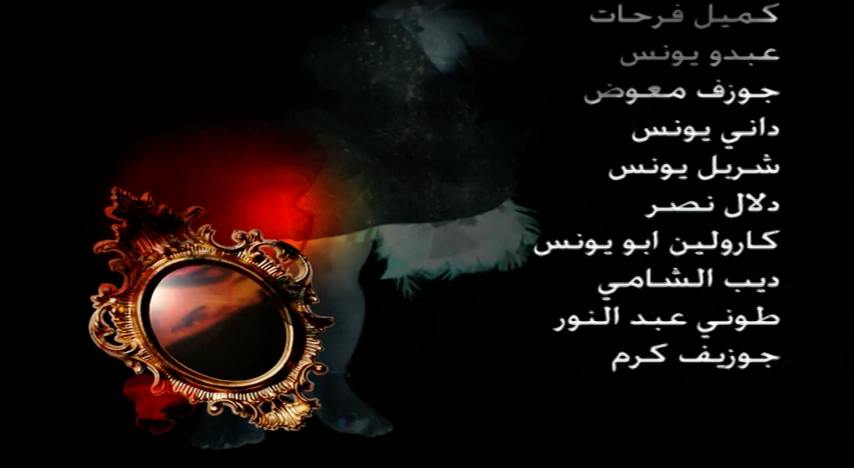 كميل فرحات
عبدو يونس
جوزف معوض
داني يونس
شربل يونس
دلال نصر
كارولين ابو يونس
ديب الشامي
طوني عبد النور
جوزيف كرم